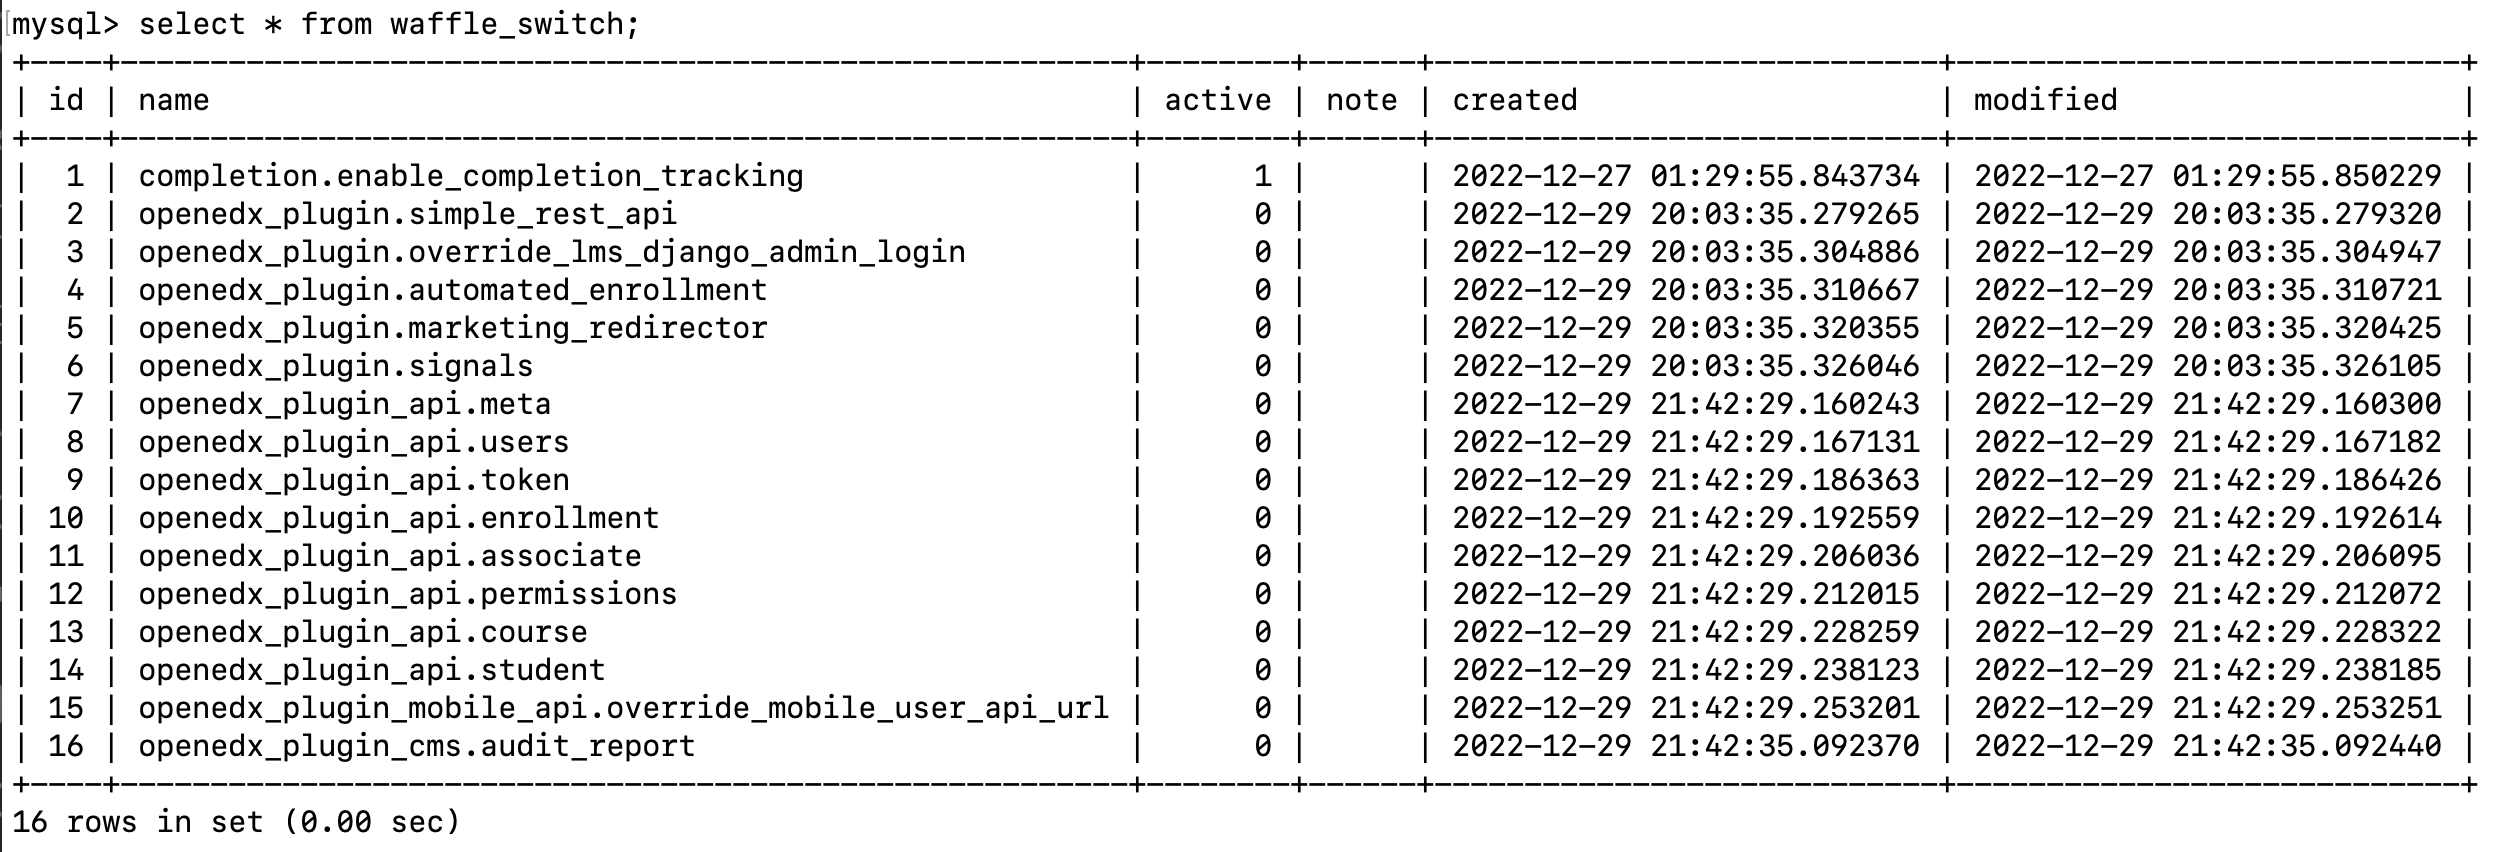 mysql> select * from waffle_switch;
+----+--------------------------------------------------------+--------+------+----------------------------+----------------------------+
| id | name                                                   | active | note | created                    | modified                   |
+----+--------------------------------------------------------+--------+------+----------------------------+----------------------------+
|  1 | completion.enable_completion_tracking                  |      1 |      | 2022-12-27 01:29:55.843734 | 2022-12-27 01:29:55.850229 |
|  2 | openedx_plugin.simple_rest_api                         |      0 |      | 2022-12-29 20:03:35.279265 | 2022-12-29 20:03:35.279320 |
|  3 | openedx_plugin.override_lms_django_admin_login         |      0 |      | 2022-12-29 20:03:35.304886 | 2022-12-29 20:03:35.304947 |
|  4 | openedx_plugin.automated_enrollment                    |      0 |      | 2022-12-29 20:03:35.310667 | 2022-12-29 20:03:35.310721 |
|  5 | openedx_plugin.marketing_redirector                    |      0 |      | 2022-12-29 20:03:35.320355 | 2022-12-29 20:03:35.320425 |
|  6 | openedx_plugin.signals                                 |      0 |      | 2022-12-29 20:03:35.326046 | 2022-12-29 20:03:35.326105 |
|  7 | openedx_plugin_api.meta                                |      0 |      | 2022-12-29 21:42:29.160243 | 2022-12-29 21:42:29.160300 |
|  8 | openedx_plugin_api.users                               |      0 |      | 2022-12-29 21:42:29.167131 | 2022-12-29 21:42:29.167182 |
|  9 | openedx_plugin_api.token                               |      0 |      | 2022-12-29 21:42:29.186363 | 2022-12-29 21:42:29.186426 |
| 10 | openedx_plugin_api.enrollment                          |      0 |      | 2022-12-29 21:42:29.192559 | 2022-12-29 21:42:29.192614 |
| 11 | openedx_plugin_api.associate                           |      0 |      | 2022-12-29 21:42:29.206036 | 2022-12-29 21:42:29.206095 |
| 12 | openedx_plugin_api.permissions                         |      0 |      | 2022-12-29 21:42:29.212015 | 2022-12-29 21:42:29.212072 |
| 13 | openedx_plugin_api.course                              |      0 |      | 2022-12-29 21:42:29.228259 | 2022-12-29 21:42:29.228322 |
| 14 | openedx_plugin_api.student                             |      0 |      | 2022-12-29 21:42:29.238123 | 2022-12-29 21:42:29.238185 |
| 15 | openedx_plugin_mobile_api.override_mobile_user_api_url |      0 |      | 2022-12-29 21:42:29.253201 | 2022-12-29 21:42:29.253251 |
| 16 | openedx_plugin_cms.audit_report                        |      0 |      | 2022-12-29 21:42:35.092370 | 2022-12-29 21:42:35.092440 |
+----+--------------------------------------------------------+--------+------+----------------------------+----------------------------+
16 rows in set (0.00 sec)